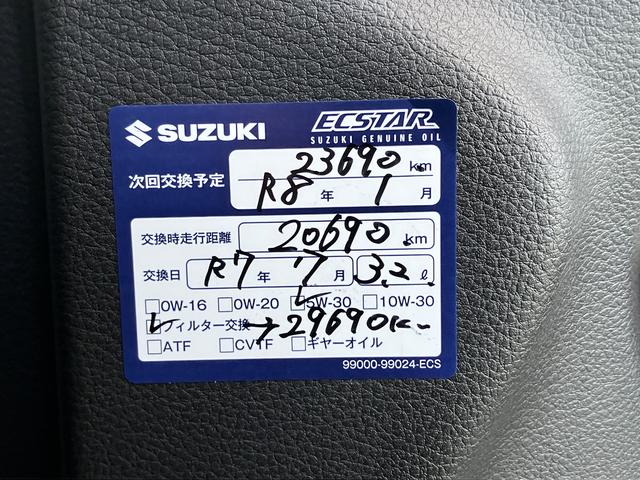 SUZUKI ECSTAR
SUZUKI GENUINE OIL
次回交換予定 23690 km
R8 年 1 月
交換時走行距離 20690 km
交換日 R7 年 7 月 3.2 ℓ
□0W-16 □0W-20 ☑5W-30 □10W-30
☑フィルター交換 → 29690K
□ATF □CVTF □ギヤーオイル
99000-99024-ECS